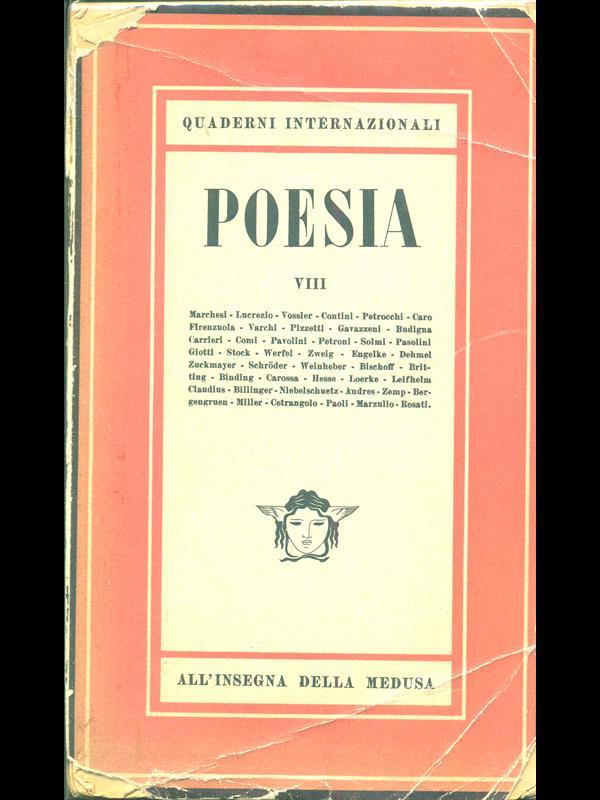 QUADERNI INTERNAZIONALI
POESIA
VIII
Marchesi - Lucrezio - Vossler - Contini - Petrocchi - Caro
Firenzuola - Varchi - Pizzetti - Gavazzeni - Budigna
Carrieri - Comi - Pavolini - Petroni - Solmi - Pasolini
Giotti - Stock - Werfel - Zweig - Engelke - Dehmel
Zuckmayer - Schröder - Weinheber - Bischoff - Brit-
ting - Binding - Carossa - Hesse - Loerke - Leifhelm
Claudius - Billinger - Niebelschuetz - Andres - Zemp - Ber-
gengruen - Miller - Cetrangolo - Paoli - Marzullo - Rosati.
ALL'INSEGNA DELLA MEDUSA